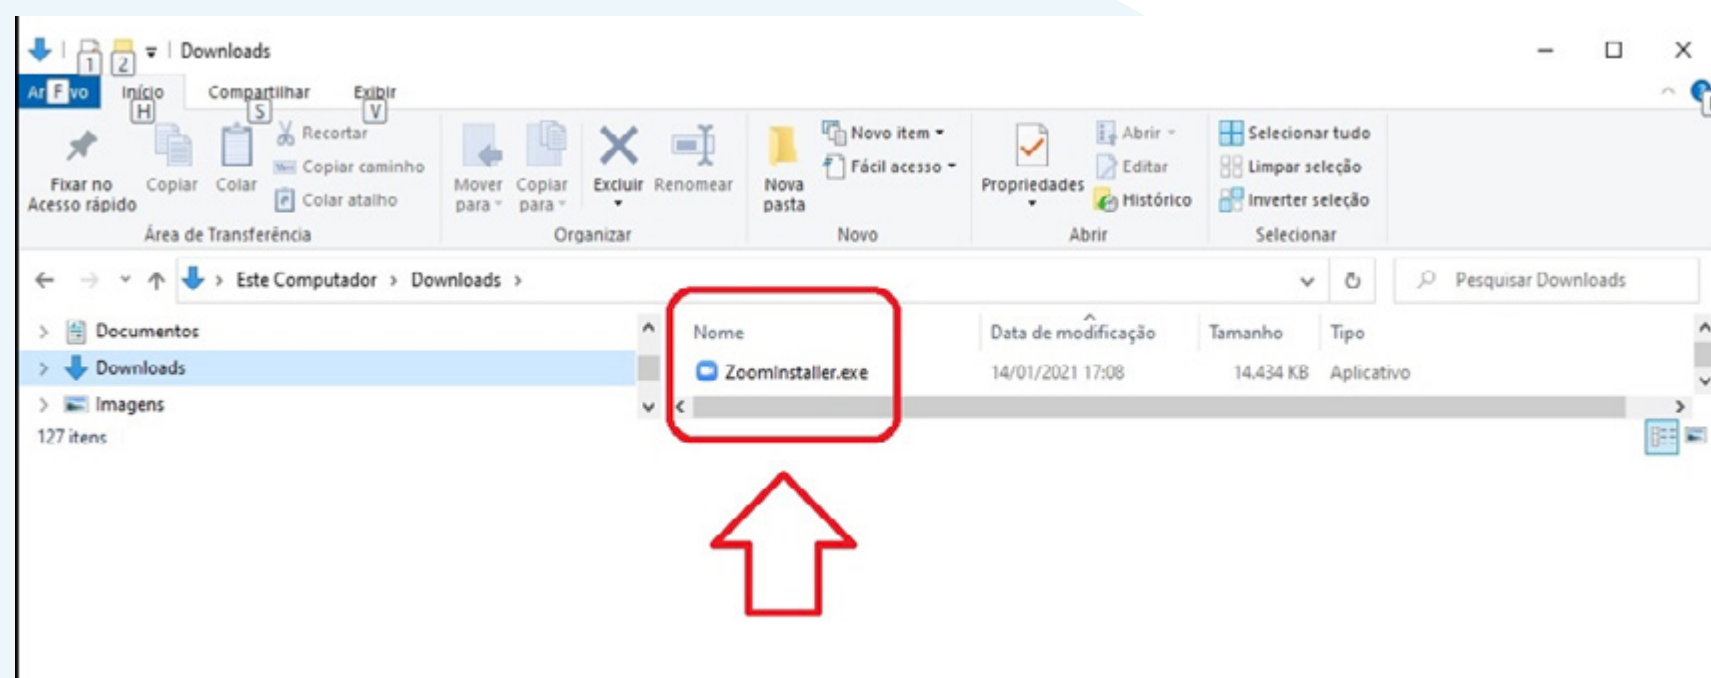 Downloads
1 2
Ar F vo Início Compartilhar Exibir
H S V
Recortar
Copiar caminho
Colar atalho
Fixar no
Acesso rápido
Copiar
Colar
Área de Transferência
Mover
para
Copiar
para
Excluir
Renomear
Organizar
Nova
pasta
Novo item
Fácil acesso
Novo
Propriedades
Abrir
Editar
Histórico
Abrir
Selecionar tudo
Limpar seleção
Inverter seleção
Selecionar
Este Computador > Downloads >
Pesquisar Downloads
Documentos
Downloads
Imagens
127 itens
Nome Data de modificação Tamanho Tipo
ZoomInstaller.exe 14/01/2021 17:08 14.434 KB Aplicativo